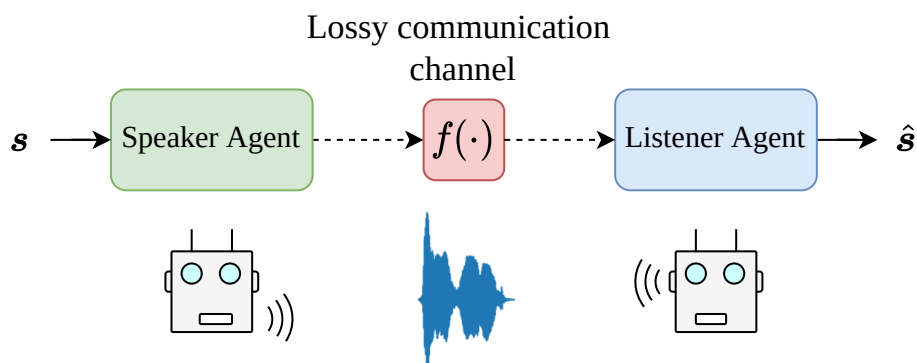 Lossy communication
channel
s
Speaker Agent
f(·)
Listener Agent
ŝ